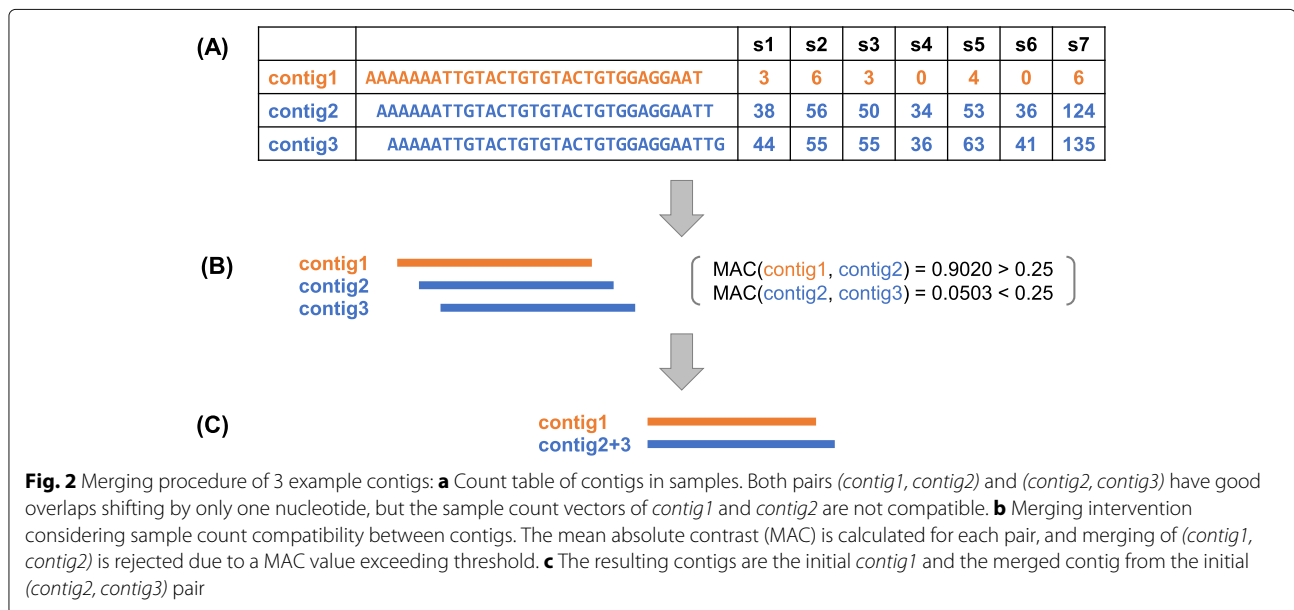 (A)
s1 s2 s3 s4 s5 s6 s7
contig1 AAAAAAATTGTACTGTGTACTGTGGAGGAAT 3 6 3 0 4 0 6
contig2 AAAAAATTGTACTGTGTACTGTGGAGGAATT 38 56 50 34 53 36 124
contig3 AAAAATTGTACTGTGTACTGTGGAGGAATTG 44 55 55 36 63 41 135
(B)
contig1
contig2
contig3
MAC(contig1, contig2) = 0.9020 > 0.25
MAC(contig2, contig3) = 0.0503 < 0.25
(C)
contig1
contig2+3
Fig. 2 Merging procedure of 3 example contigs: a Count table of contigs in samples. Both pairs (contig1, contig2) and (contig2, contig3) have good
overlaps shifting by only one nucleotide, but the sample count vectors of contig1 and contig2 are not compatible. b Merging intervention
considering sample count compatibility between contigs. The mean absolute contrast (MAC) is calculated for each pair, and merging of (contig1,
contig2) is rejected due to a MAC value exceeding threshold. c The resulting contigs are the initial contig1 and the merged contig from the initial
(contig2, contig3) pair